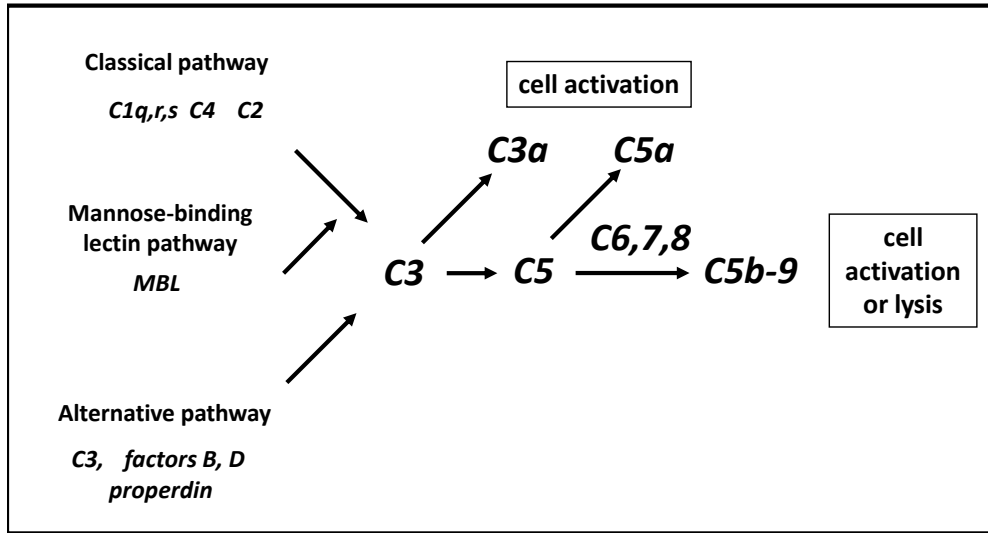 Classical pathway
C1q,r,s C4 C2
Mannose-binding
lectin pathway
MBL
Alternative pathway
C3, factors B, D
properdin
cell activation
C3a C5a
C6,7,8
C3 C5 C5b-9
cell
activation
or lysis